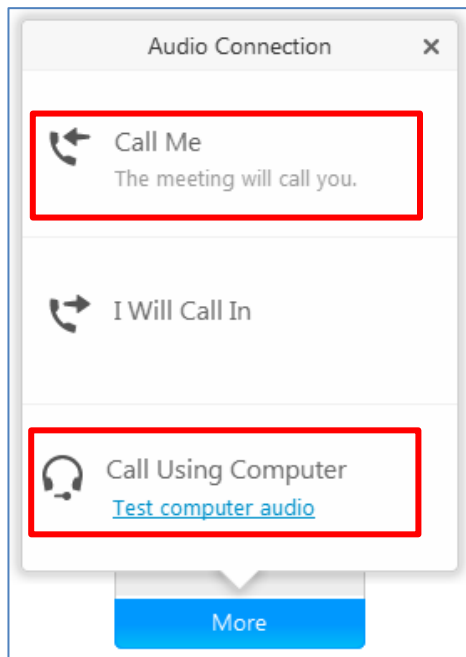 Audio Connection
Call Me
The meeting will call you.
I Will Call In
Call Using Computer
Test computer audio
More